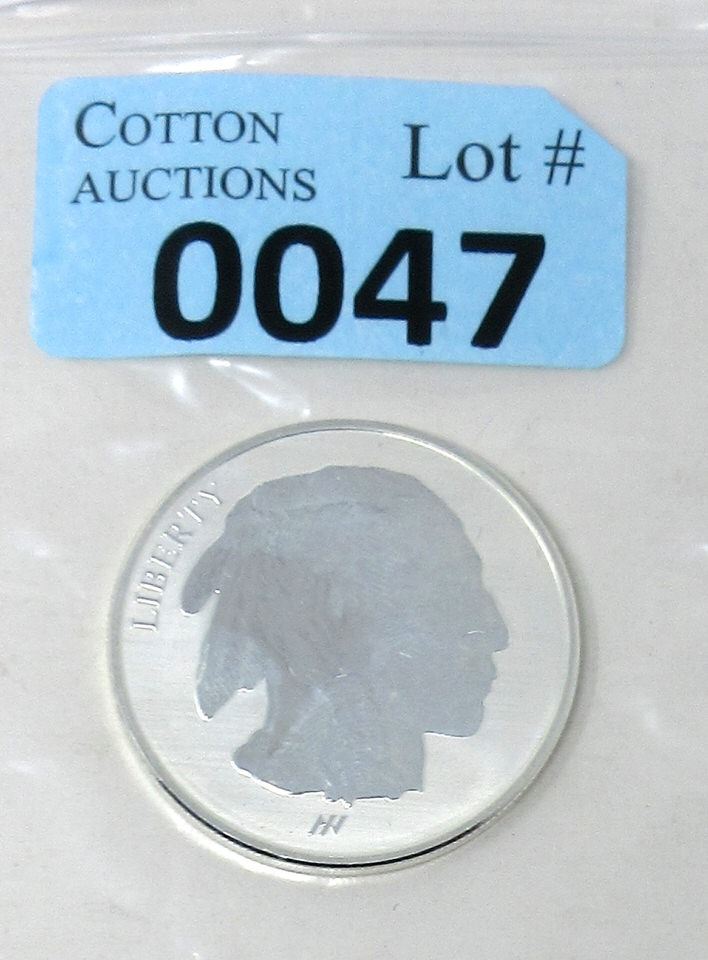 COTTON
AUCTIONS
Lot #
0047
LIBERTY